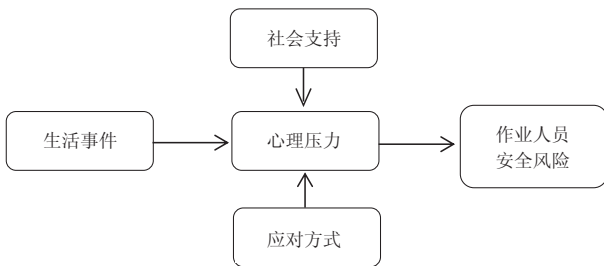 社会支持
生活事件
心理压力
作业人员
安全风险
应对方式